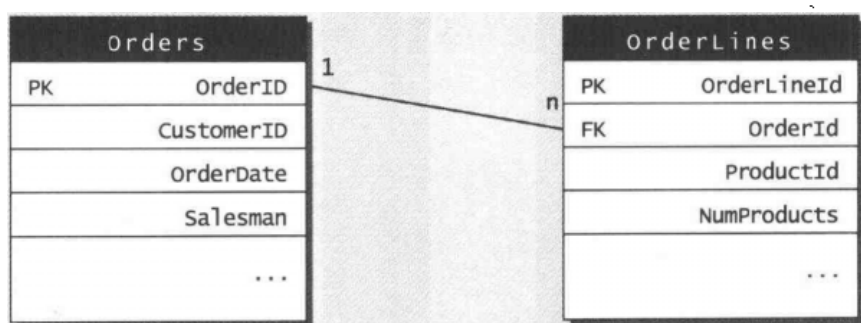 Orders
PK OrderID
CustomerID
OrderDate
Salesman
...
1
n
OrderLines
PK OrderLineId
FK OrderId
ProductId
NumProducts
...